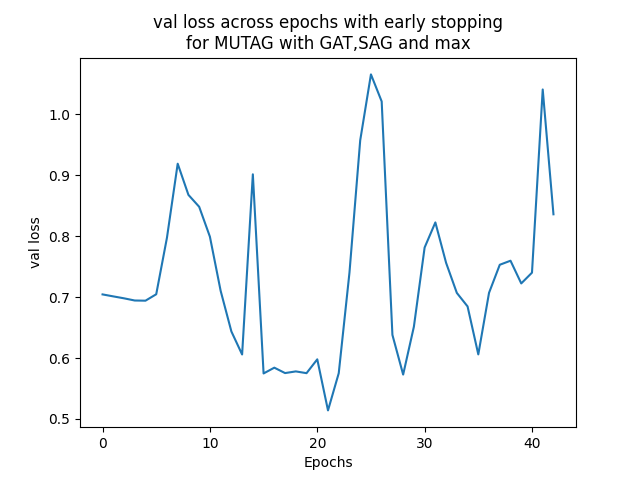 val loss across epochs with early stopping
for MUTAG with GAT,SAG and max
1.0
0.9
0.8
0.7
0.6
0.5
val loss
0
10
20
30
40
Epochs